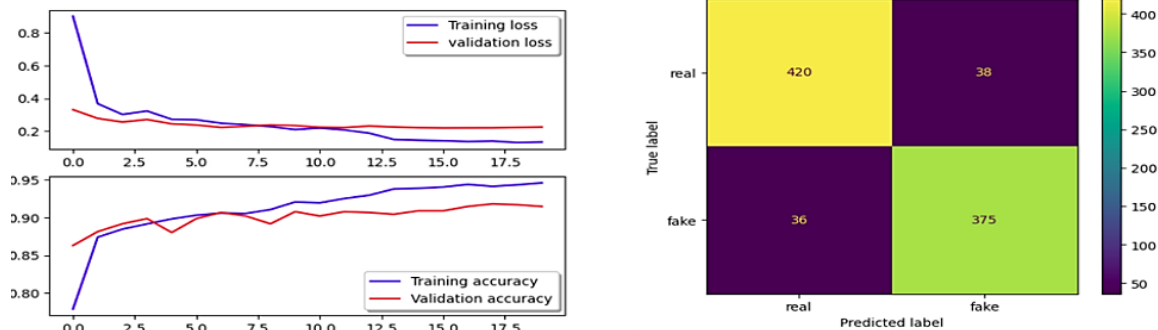 Training loss
validation loss
0.8
0.6
0.4
0.2
0.0 2.5 5.0 7.5 10.0 12.5 15.0 17.5
0.95
0.90
0.85
0.80
Training accuracy
Validation accuracy
0.0 2.5 5.0 7.5 10.0 12.5 15.0 17.5
True label
real
420 38
fake
36 375
real fake
Predicted label
400
350
300
250
200
150
100
50